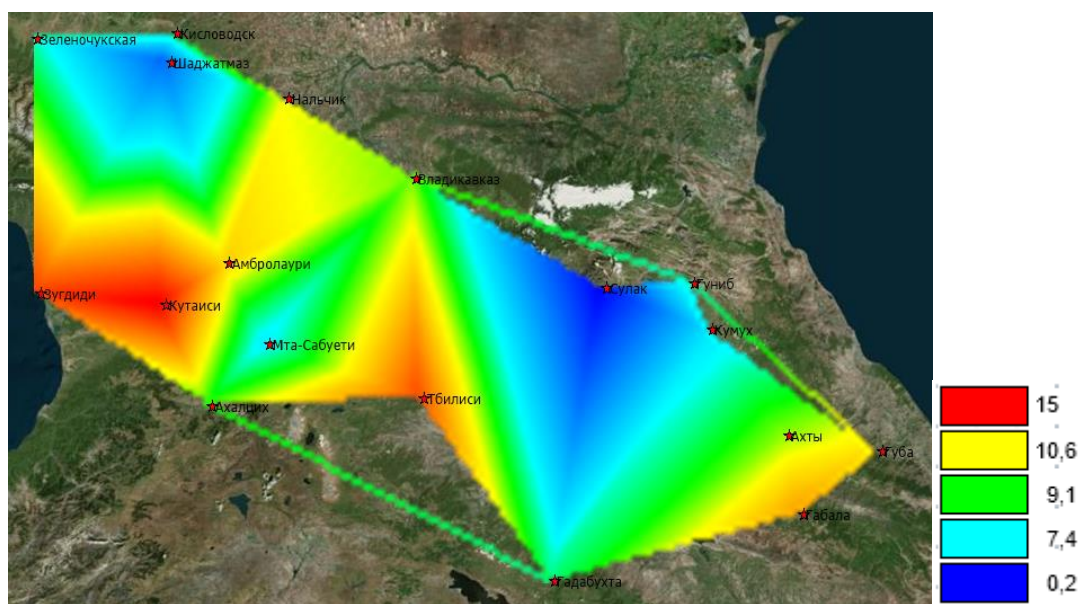 Зеленочукская
Кисловодск
Шаджатмаз
Нальчик
Владикавказ
Амбролаури
Зугдиди
Кутаиси
Сулак
Гуниб
Кумух
Мта-Сабуети
Тбилиси
Ахалцих
Ахты
Губа
Габала
Гадабухта
15
10,6
9,1
7,4
0,2